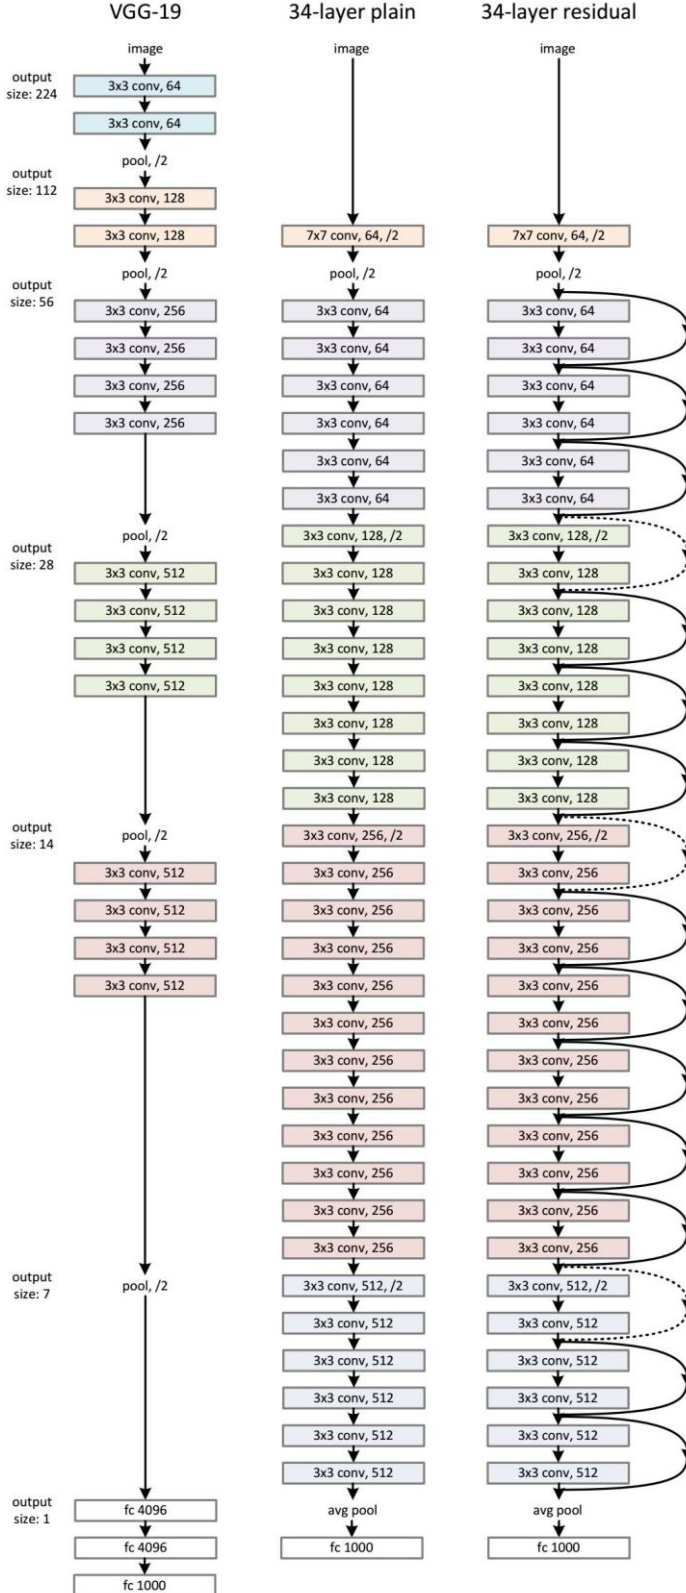 VGG-19
34-layer plain
34-layer residual
output
size: 224
image
3x3 conv, 64
3x3 conv, 64
pool, /2
output
size: 112
3x3 conv, 128
3x3 conv, 128
pool, /2
output
size: 56
3x3 conv, 256
3x3 conv, 256
3x3 conv, 256
3x3 conv, 256
pool, /2
output
size: 28
3x3 conv, 512
3x3 conv, 512
3x3 conv, 512
3x3 conv, 512
pool, /2
output
size: 14
3x3 conv, 512
3x3 conv, 512
3x3 conv, 512
3x3 conv, 512
output
size: 7
pool, /2
output
size: 1
fc 4096
fc 4096
fc 1000
image
7x7 conv, 64, /2
pool, /2
3x3 conv, 64
3x3 conv, 64
3x3 conv, 64
3x3 conv, 64
3x3 conv, 64
3x3 conv, 64
3x3 conv, 128, /2
3x3 conv, 128
3x3 conv, 128
3x3 conv, 128
3x3 conv, 128
3x3 conv, 128
3x3 conv, 128
3x3 conv, 128
3x3 conv, 256, /2
3x3 conv, 256
3x3 conv, 256
3x3 conv, 256
3x3 conv, 256
3x3 conv, 256
3x3 conv, 256
3x3 conv, 256
3x3 conv, 256
3x3 conv, 256
3x3 conv, 256
3x3 conv, 256
3x3 conv, 512, /2
3x3 conv, 512
3x3 conv, 512
3x3 conv, 512
3x3 conv, 512
3x3 conv, 512
avg pool
fc 1000
image
7x7 conv, 64, /2
pool, /2
3x3 conv, 64
3x3 conv, 64
3x3 conv, 64
3x3 conv, 64
3x3 conv, 64
3x3 conv, 64
3x3 conv, 128, /2
3x3 conv, 128
3x3 conv, 128
3x3 conv, 128
3x3 conv, 128
3x3 conv, 128
3x3 conv, 128
3x3 conv, 128
3x3 conv, 256, /2
3x3 conv, 256
3x3 conv, 256
3x3 conv, 256
3x3 conv, 256
3x3 conv, 256
3x3 conv, 256
3x3 conv, 256
3x3 conv, 256
3x3 conv, 256
3x3 conv, 256
3x3 conv, 256
3x3 conv, 512, /2
3x3 conv, 512
3x3 conv, 512
3x3 conv, 512
3x3 conv, 512
3x3 conv, 512
avg pool
fc 1000